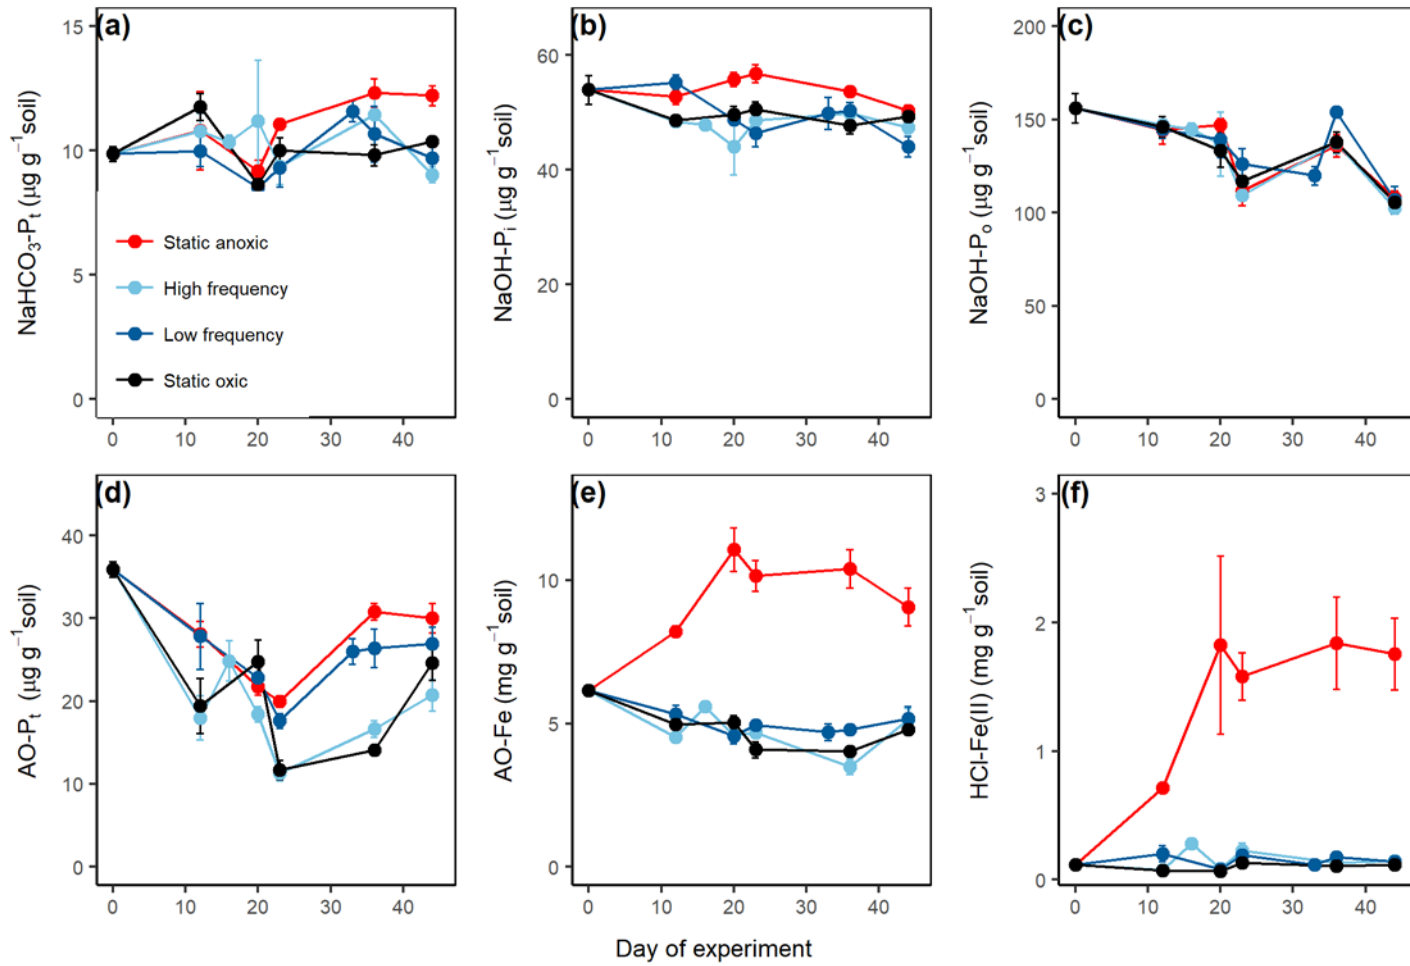 (a)
NaHCO₃-Pₜ (μg g⁻¹soil)
15
10
5
0
Static anoxic
High frequency
Low frequency
Static oxic
0 10 20 30 40
(b)
NaOH-Pᵢ (μg g⁻¹soil)
60
40
20
0
0 10 20 30 40
(c)
NaOH-Pₒ (μg g⁻¹soil)
200
150
100
50
0
0 10 20 30 40
(d)
AO-Pₜ (μg g⁻¹soil)
40
30
20
10
0
0 10 20 30 40
(e)
AO-Fe (mg g⁻¹soil)
10
5
0
0 10 20 30 40
(f)
HCl-Fe(II) (mg g⁻¹soil)
3
2
1
0
0 10 20 30 40
Day of experiment